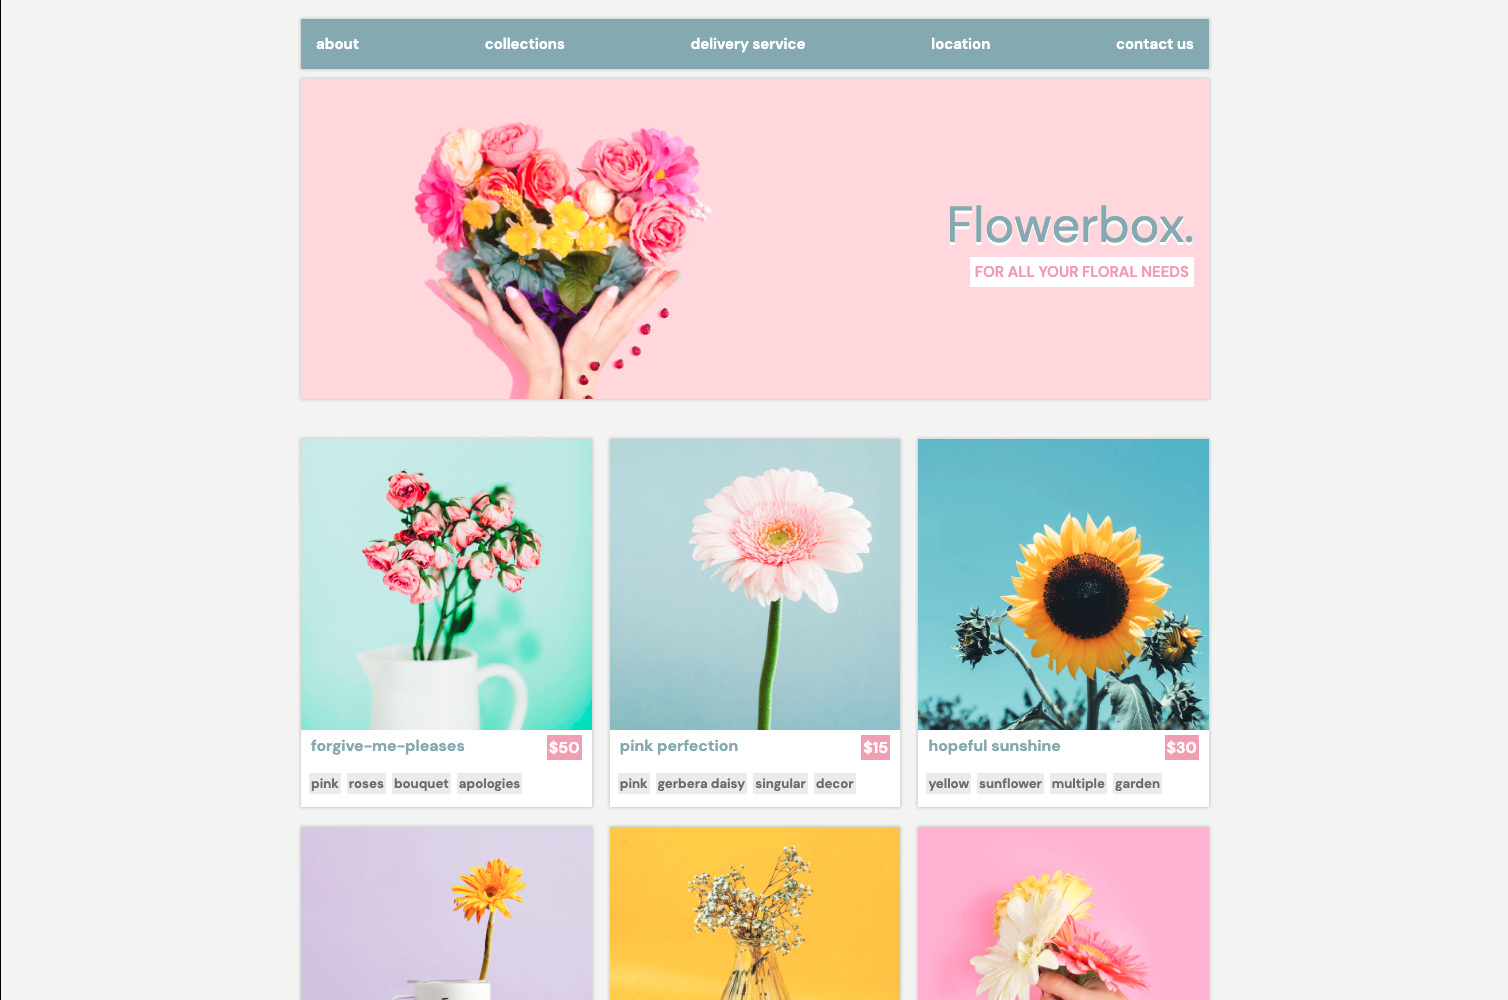 about collections delivery service location contact us
Flowerbox.
FOR ALL YOUR FLORAL NEEDS
forgive-me-pleases $50
pink roses bouquet apologies
pink perfection $15
pink gerbera daisy singular decor
hopeful sunshine $30
yellow sunflower multiple garden